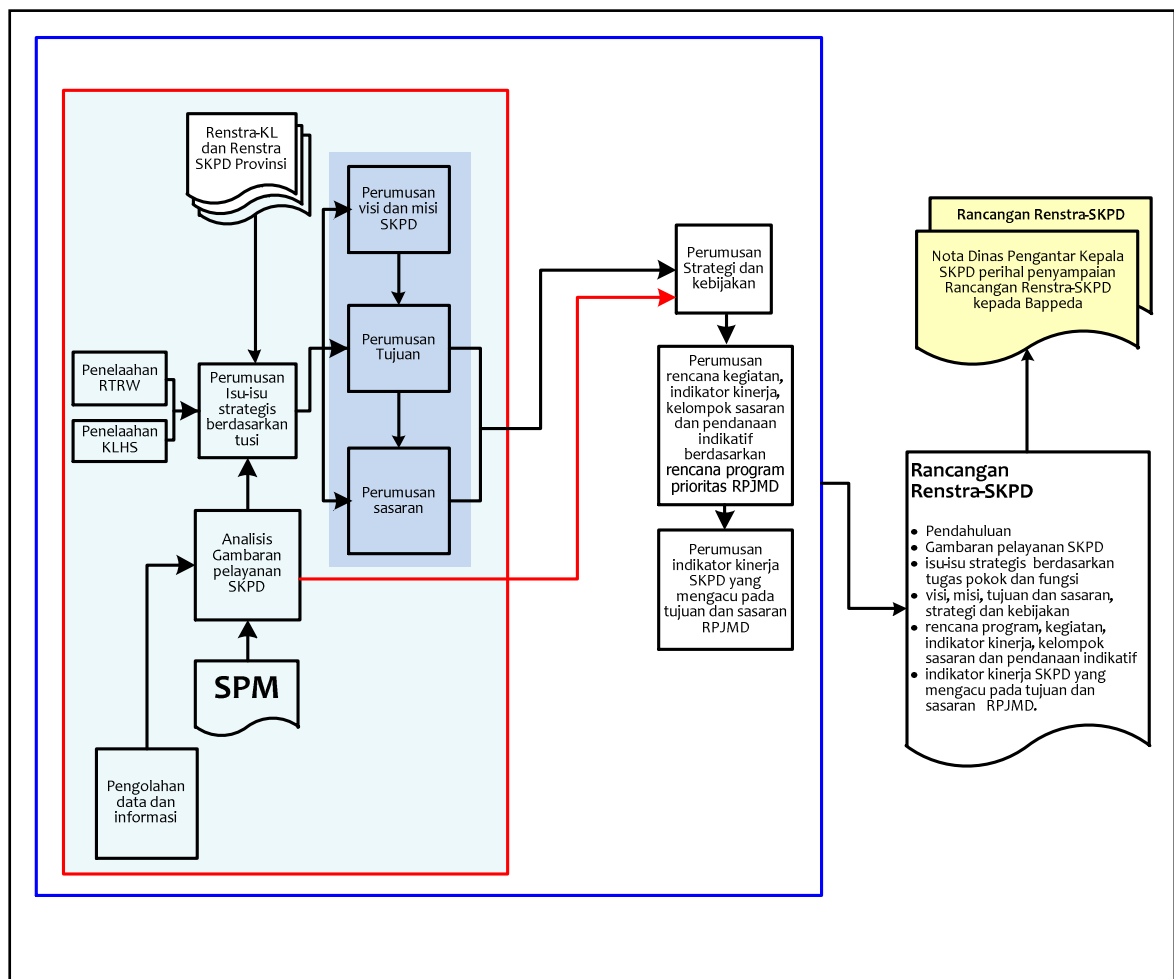 Renstra-KL
dan Renstra
SKPD Provinsi
Perumusan
visi dan misi
SKPD
Perumusan
Tujuan
Perumusan
sasaran
Penelaahan
RTRW
Penelaahan
KLHS
Perumusan
Isu-isu
strategis
berdasarkan
tusi
Analisis
Gambaran
pelayanan
SKPD
SPM
Pengolahan
data dan
informasi
Perumusan
Strategi dan
kebijakan
Perumusan
rencana kegiatan,
indikator kinerja,
kelompok sasaran
dan pendanaan
indikatif
berdasarkan
rencana program
prioritas RPJMD
Perumusan
indikator kinerja
SKPD yang
mengacu pada
tujuan dan sasaran
RPJMD
Rancangan Renstra-SKPD
Nota Dinas Pengantar Kepala
SKPD perihal penyampaian
Rancangan Renstra-SKPD
kepada Bappeda
Rancangan
Renstra-SKPD
• Pendahuluan
• Gambaran pelayanan SKPD
• isu-isu strategis berdasarkan
tugas pokok dan fungsi
• visi, misi, tujuan dan sasaran,
strategi dan kebijakan
• rencana program, kegiatan,
indikator kinerja, kelompok
sasaran dan pendanaan indikatif
• indikator kinerja SKPD yang
mengacu pada tujuan dan
sasaran RPJMD.